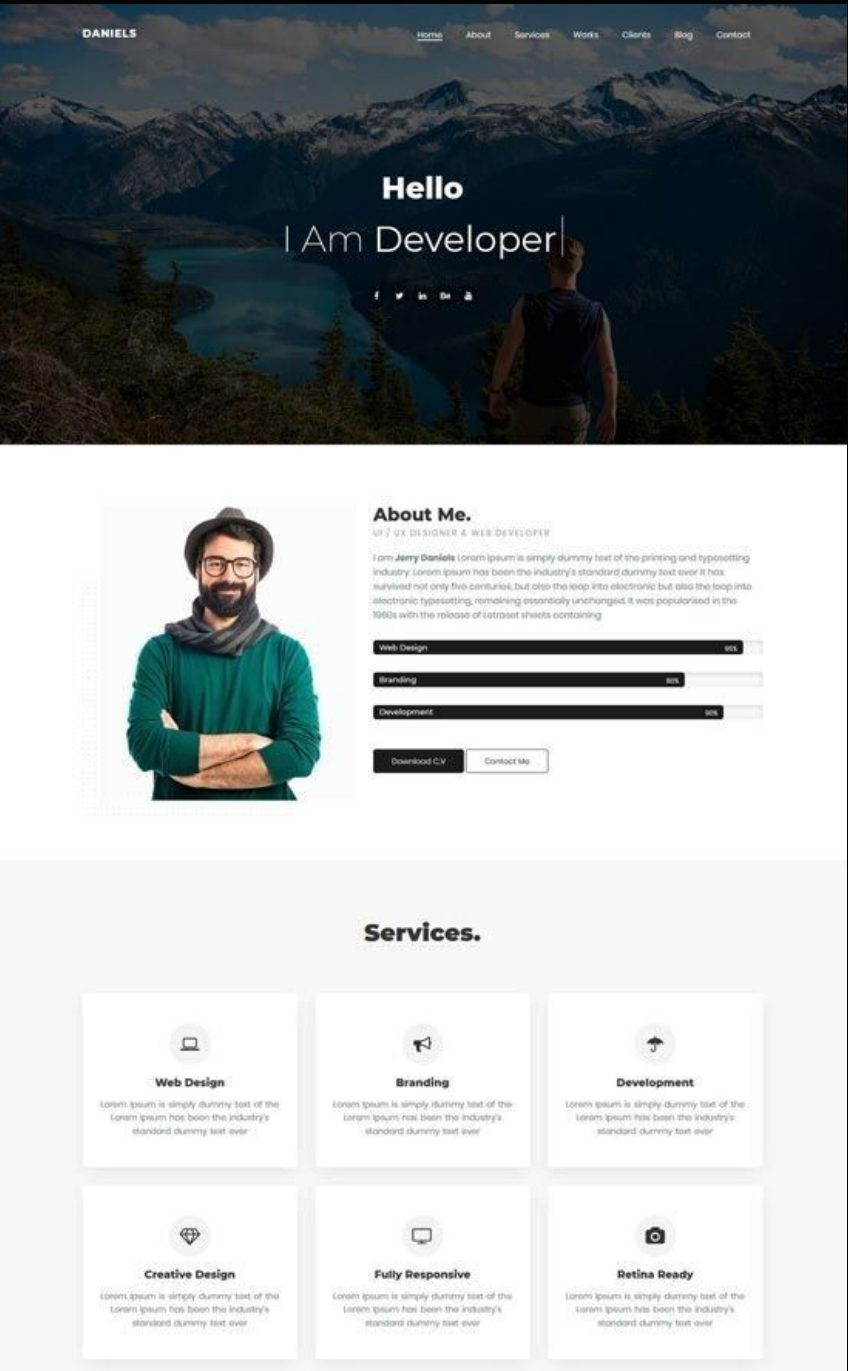 DANIELS
Home About Services Works Clients Blog Contact
Hello
I Am Developer
About Me.
UI / UX DESIGNER & WEB DEVELOPER
I am Jerry Daniels Lorem Ipsum is simply dummy text of the printing and typesetting
industry. Lorem Ipsum has been the industry's standard dummy text ever It has
survived not only five centuries, but also the leap into electronic but also the leap into
electronic typesetting, remaining essentially unchanged. It was popularised in the
1960s with the release of Letraset sheets containing
Web Design 95%
Branding 80%
Development 90%
Download C.V Contact Me
Services.
Web Design
Lorem Ipsum is simply dummy text of the
Lorem Ipsum has been the industry's
standard dummy text ever
Branding
Lorem Ipsum is simply dummy text of the
Lorem Ipsum has been the industry's
standard dummy text ever
Development
Lorem Ipsum is simply dummy text of the
Lorem Ipsum has been the industry's
standard dummy text ever
Creative Design
Lorem Ipsum is simply dummy text of the
Lorem Ipsum has been the industry's
standard dummy text ever
Fully Responsive
Lorem Ipsum is simply dummy text of the
Lorem Ipsum has been the industry's
standard dummy text ever
Retina Ready
Lorem Ipsum is simply dummy text of the
Lorem Ipsum has been the industry's
standard dummy text ever